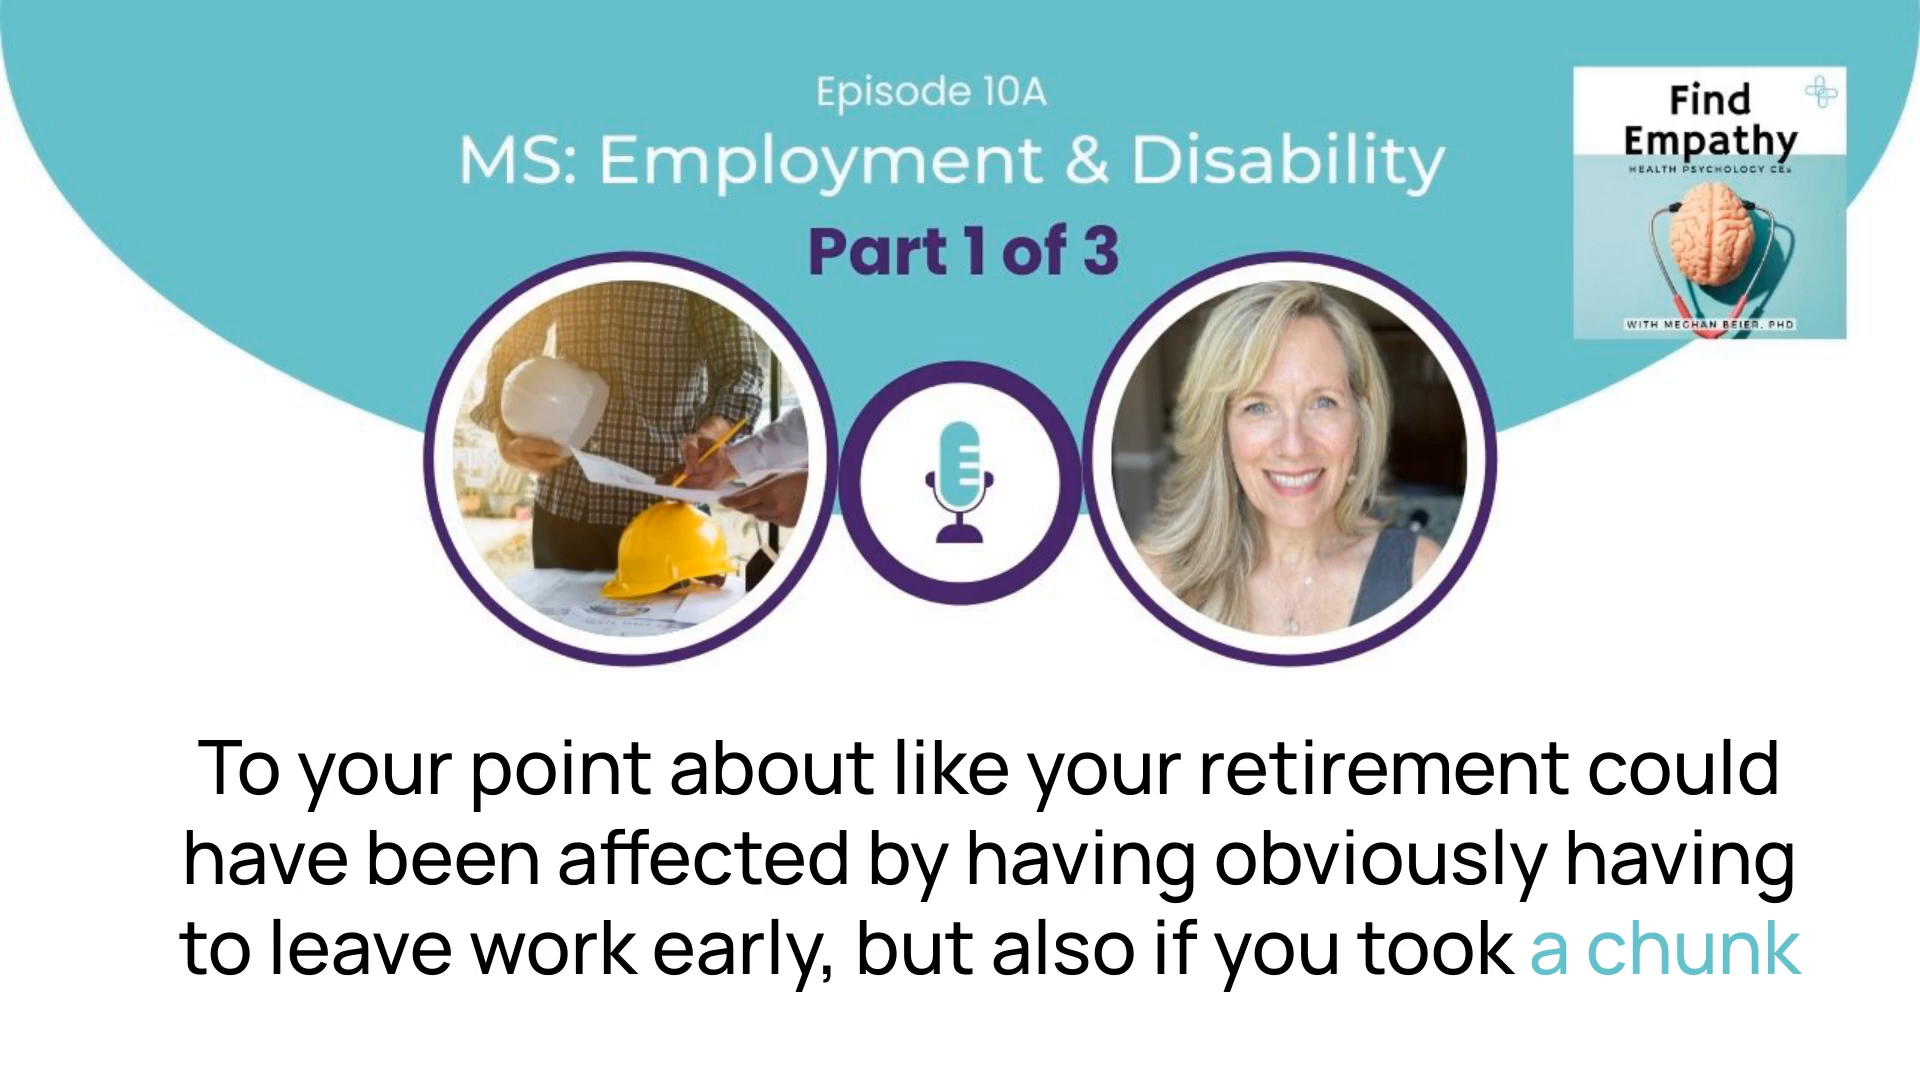 Episode 10A
MS: Employment & Disability
Part 1 of 3
Find
Empathy
HEALTH PSYCHOLOGY CEs
WITH MEGHAN BEIER, PHD
To your point about like your retirement could
have been affected by having obviously having
to leave work early, but also if you took a chunk